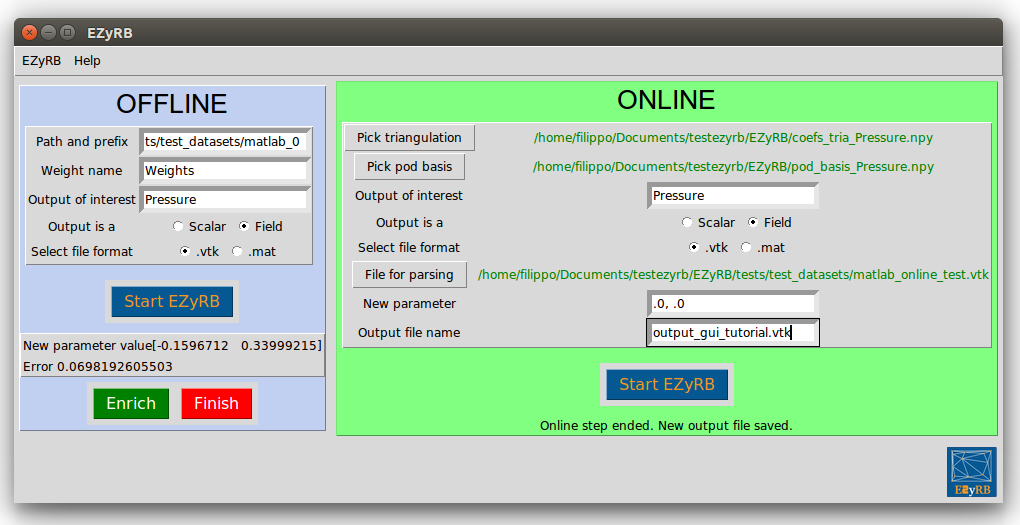 EZyRB
EZyRB Help
OFFLINE
Path and prefix ts/test_datasets/matlab_0
Weight name Weights
Output of interest Pressure
Output is a Scalar Field
Select file format .vtk .mat
Start EZyRB
New parameter value[-0.1596712 0.33999215]
Error 0.0698192605503
Enrich Finish
ONLINE
Pick triangulation /home/filippo/Documents/testezyrb/EZyRB/coefs_tria_Pressure.npy
Pick pod basis /home/filippo/Documents/testezyrb/EZyRB/pod_basis_Pressure.npy
Output of interest Pressure
Output is a Scalar Field
Select file format .vtk .mat
File for parsing /home/filippo/Documents/testezyrb/EZyRB/tests/test_datasets/matlab_online_test.vtk
New parameter .0, .0
Output file name output_gui_tutorial.vtk
Start EZyRB
Online step ended. New output file saved.
EZyRB